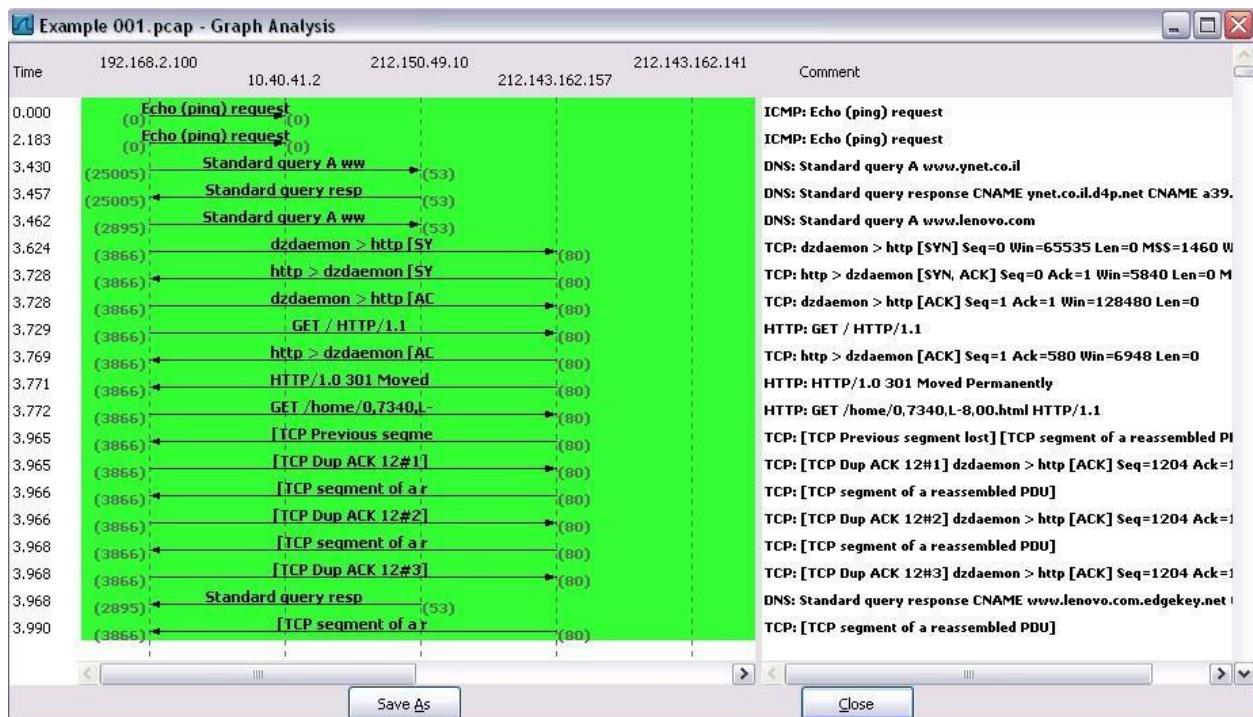 Example 001.pcap - Graph Analysis
Time 192.168.2.100 10.40.41.2 212.150.49.10 212.143.162.157 212.143.162.141 Comment
0.000 Echo (ping) request (0) (0) ICMP: Echo (ping) request
2.183 Echo (ping) request (0) (0) ICMP: Echo (ping) request
3.430 Standard query A ww (25005) (53) DNS: Standard query A www.ynet.co.il
3.457 Standard query resp (25005) (53) DNS: Standard query response CNAME ynet.co.il.d4p.net CNAME a39.
3.462 Standard query A ww (2895) (53) DNS: Standard query A www.lenovo.com
3.624 dzdaemon > http [SY (3866) (80) TCP: dzdaemon > http [SYN] Seq=0 Win=65535 Len=0 MSS=1460 W
3.728 http > dzdaemon [SY (3866) (80) TCP: http > dzdaemon [SYN, ACK] Seq=0 Ack=1 Win=5840 Len=0 M
3.728 dzdaemon > http [AC (3866) (80) TCP: dzdaemon > http [ACK] Seq=1 Ack=1 Win=128480 Len=0
3.729 GET / HTTP/1.1 (3866) (80) HTTP: GET / HTTP/1.1
3.769 http > dzdaemon [AC (3866) (80) TCP: http > dzdaemon [ACK] Seq=1 Ack=580 Win=6948 Len=0
3.771 HTTP/1.0 301 Moved (3866) (80) HTTP: HTTP/1.0 301 Moved Permanently
3.772 GET /home/0,7340,L- (3866) (80) HTTP: GET /home/0,7340,L-8,00.html HTTP/1.1
3.965 [TCP Previous segme (3866) (80) TCP: [TCP Previous segment lost] [TCP segment of a reassembled PI
3.965 [TCP Dup ACK 12#1] (3866) (80) TCP: [TCP Dup ACK 12#1] dzdaemon > http [ACK] Seq=1204 Ack=1
3.966 [TCP segment of a r (3866) (80) TCP: [TCP segment of a reassembled PDU]
3.966 [TCP Dup ACK 12#2] (3866) (80) TCP: [TCP Dup ACK 12#2] dzdaemon > http [ACK] Seq=1204 Ack=1
3.968 [TCP segment of a r (3866) (80) TCP: [TCP segment of a reassembled PDU]
3.968 [TCP Dup ACK 12#3] (3866) (80) TCP: [TCP Dup ACK 12#3] dzdaemon > http [ACK] Seq=1204 Ack=1
3.968 Standard query resp (2895) (53) DNS: Standard query response CNAME www.lenovo.com.edgekey.net
3.990 [TCP segment of a r (3866) (80) TCP: [TCP segment of a reassembled PDU]
Save As Close